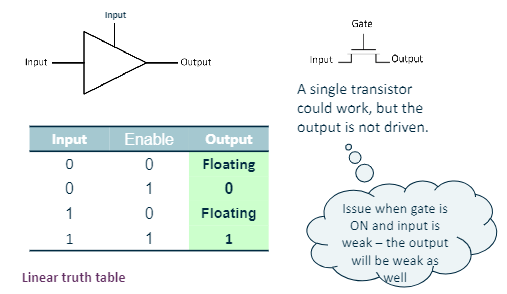 Input
Input
Output
Gate
Input
Output
A single transistor
could work, but the
output is not driven.
Input Enable Output
0 0 Floating
0 1 0
1 0 Floating
1 1 1
Linear truth table
Issue when gate is
ON and input is
weak – the output
will be weak as
well